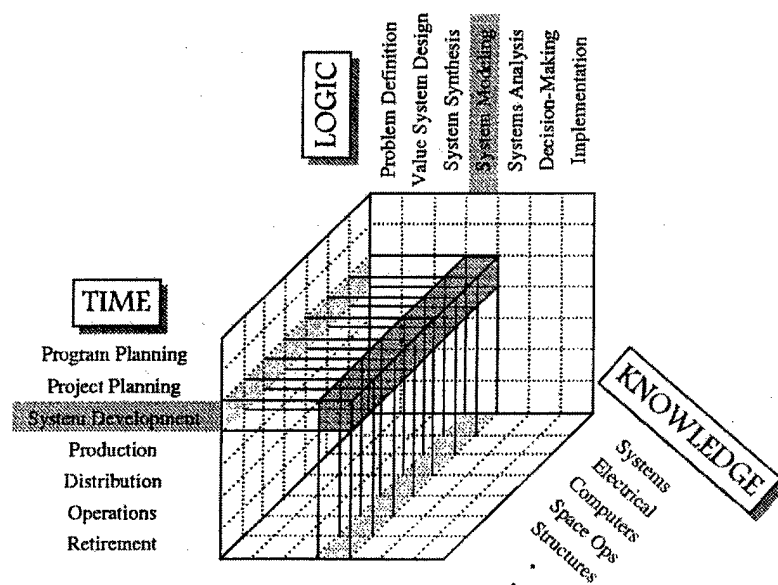 LOGIC
Problem Definition
Value System Design
System Synthesis
System Modeling
Systems Analysis
Decision-Making
Implementation
TIME
Program Planning
Project Planning
System Development
Production
Distribution
Operations
Retirement
KNOWLEDGE
Systems
Electrical
Computers
Space Ops
Structures